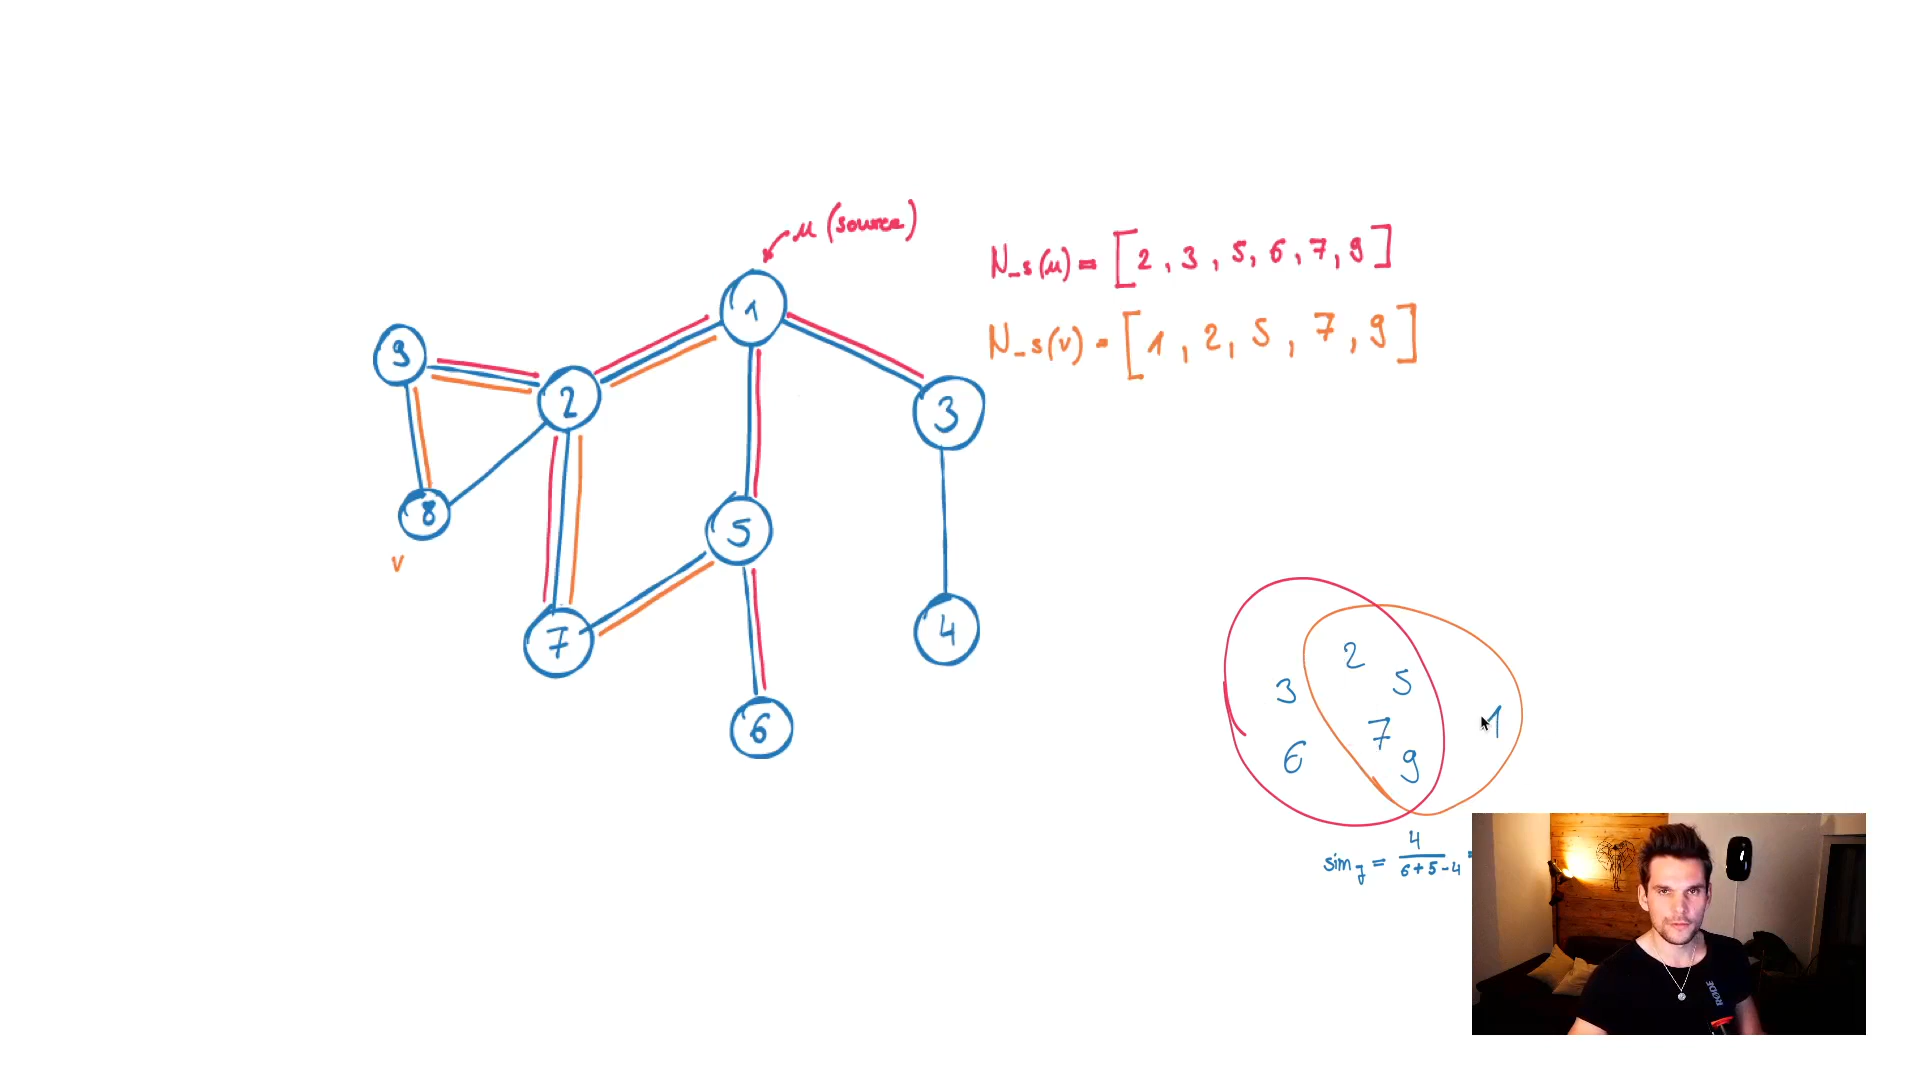 μ (source)
N_s(μ) = [2, 3, 5, 6, 7, 9]
N_s(v) = [1, 2, 5, 7, 9]
1
9
2
3
8
5
v
7
4
6
2
3 5
7 1
6 9
sim_J = 4 / (6+5-4) =
RODE